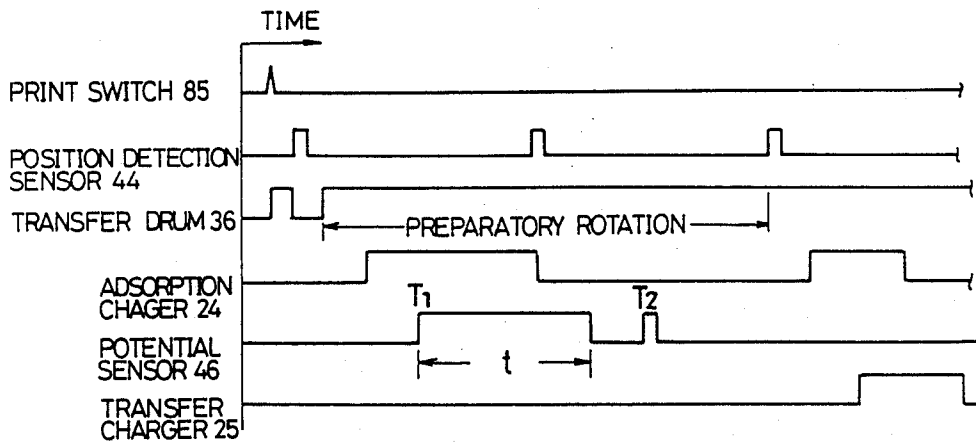 TIME
PRINT SWITCH 85
POSITION DETECTION
SENSOR 44
TRANSFER DRUM 36
PREPARATORY ROTATION
ADSORPTION
CHAGER 24
T1
T2
POTENTIAL
SENSOR 46
t
TRANSFER
CHARGER 25